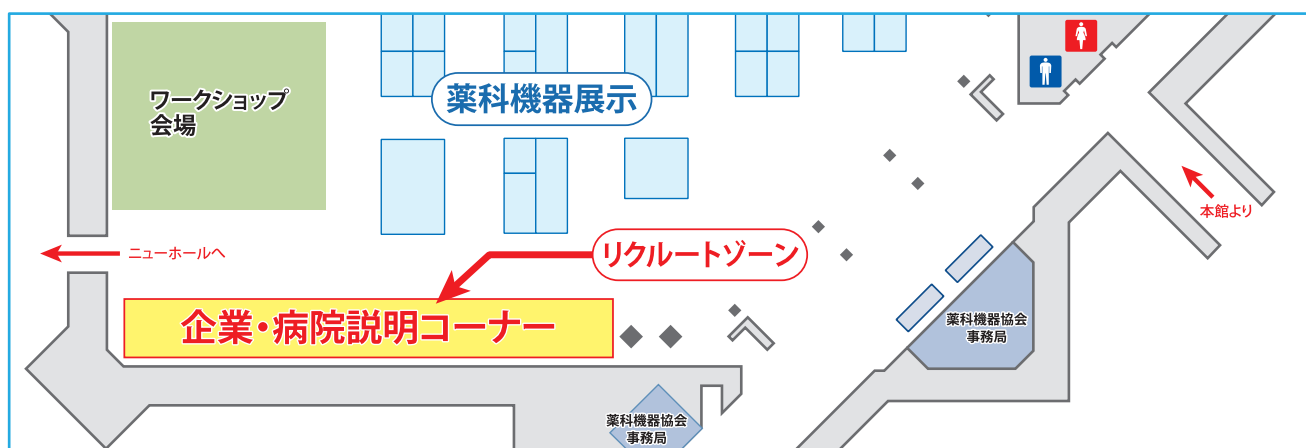 ワークショップ
会場
薬科機器展示
本館より
ニューホールへ
リクルートゾーン
企業・病院説明コーナー
薬科機器協会
事務局
薬科機器協会
事務局